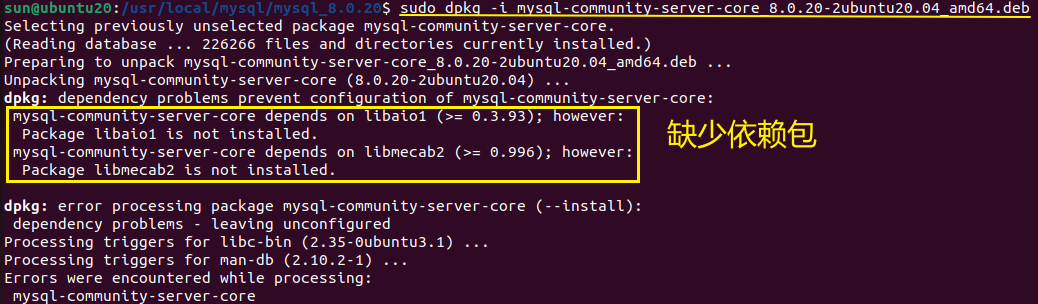 sun@ubuntu20:/usr/local/mysql/mysql_8.0.20$ sudo dpkg -i mysql-community-server-core_8.0.20-2ubuntu20.04_amd64.deb
Selecting previously unselected package mysql-community-server-core.
(Reading database ... 226266 files and directories currently installed.)
Preparing to unpack mysql-community-server-core_8.0.20-2ubuntu20.04_amd64.deb ...
Unpacking mysql-community-server-core (8.0.20-2ubuntu20.04) ...
dpkg: dependency problems prevent configuration of mysql-community-server-core:
mysql-community-server-core depends on libaio1 (>= 0.3.93); however:
Package libaio1 is not installed.
mysql-community-server-core depends on libmecab2 (>= 0.996); however:
Package libmecab2 is not installed.
缺少依赖包
dpkg: error processing package mysql-community-server-core (--install):
dependency problems - leaving unconfigured
Processing triggers for libc-bin (2.35-0ubuntu3.1) ...
Processing triggers for man-db (2.10.2-1) ...
Errors were encountered while processing:
mysql-community-server-core